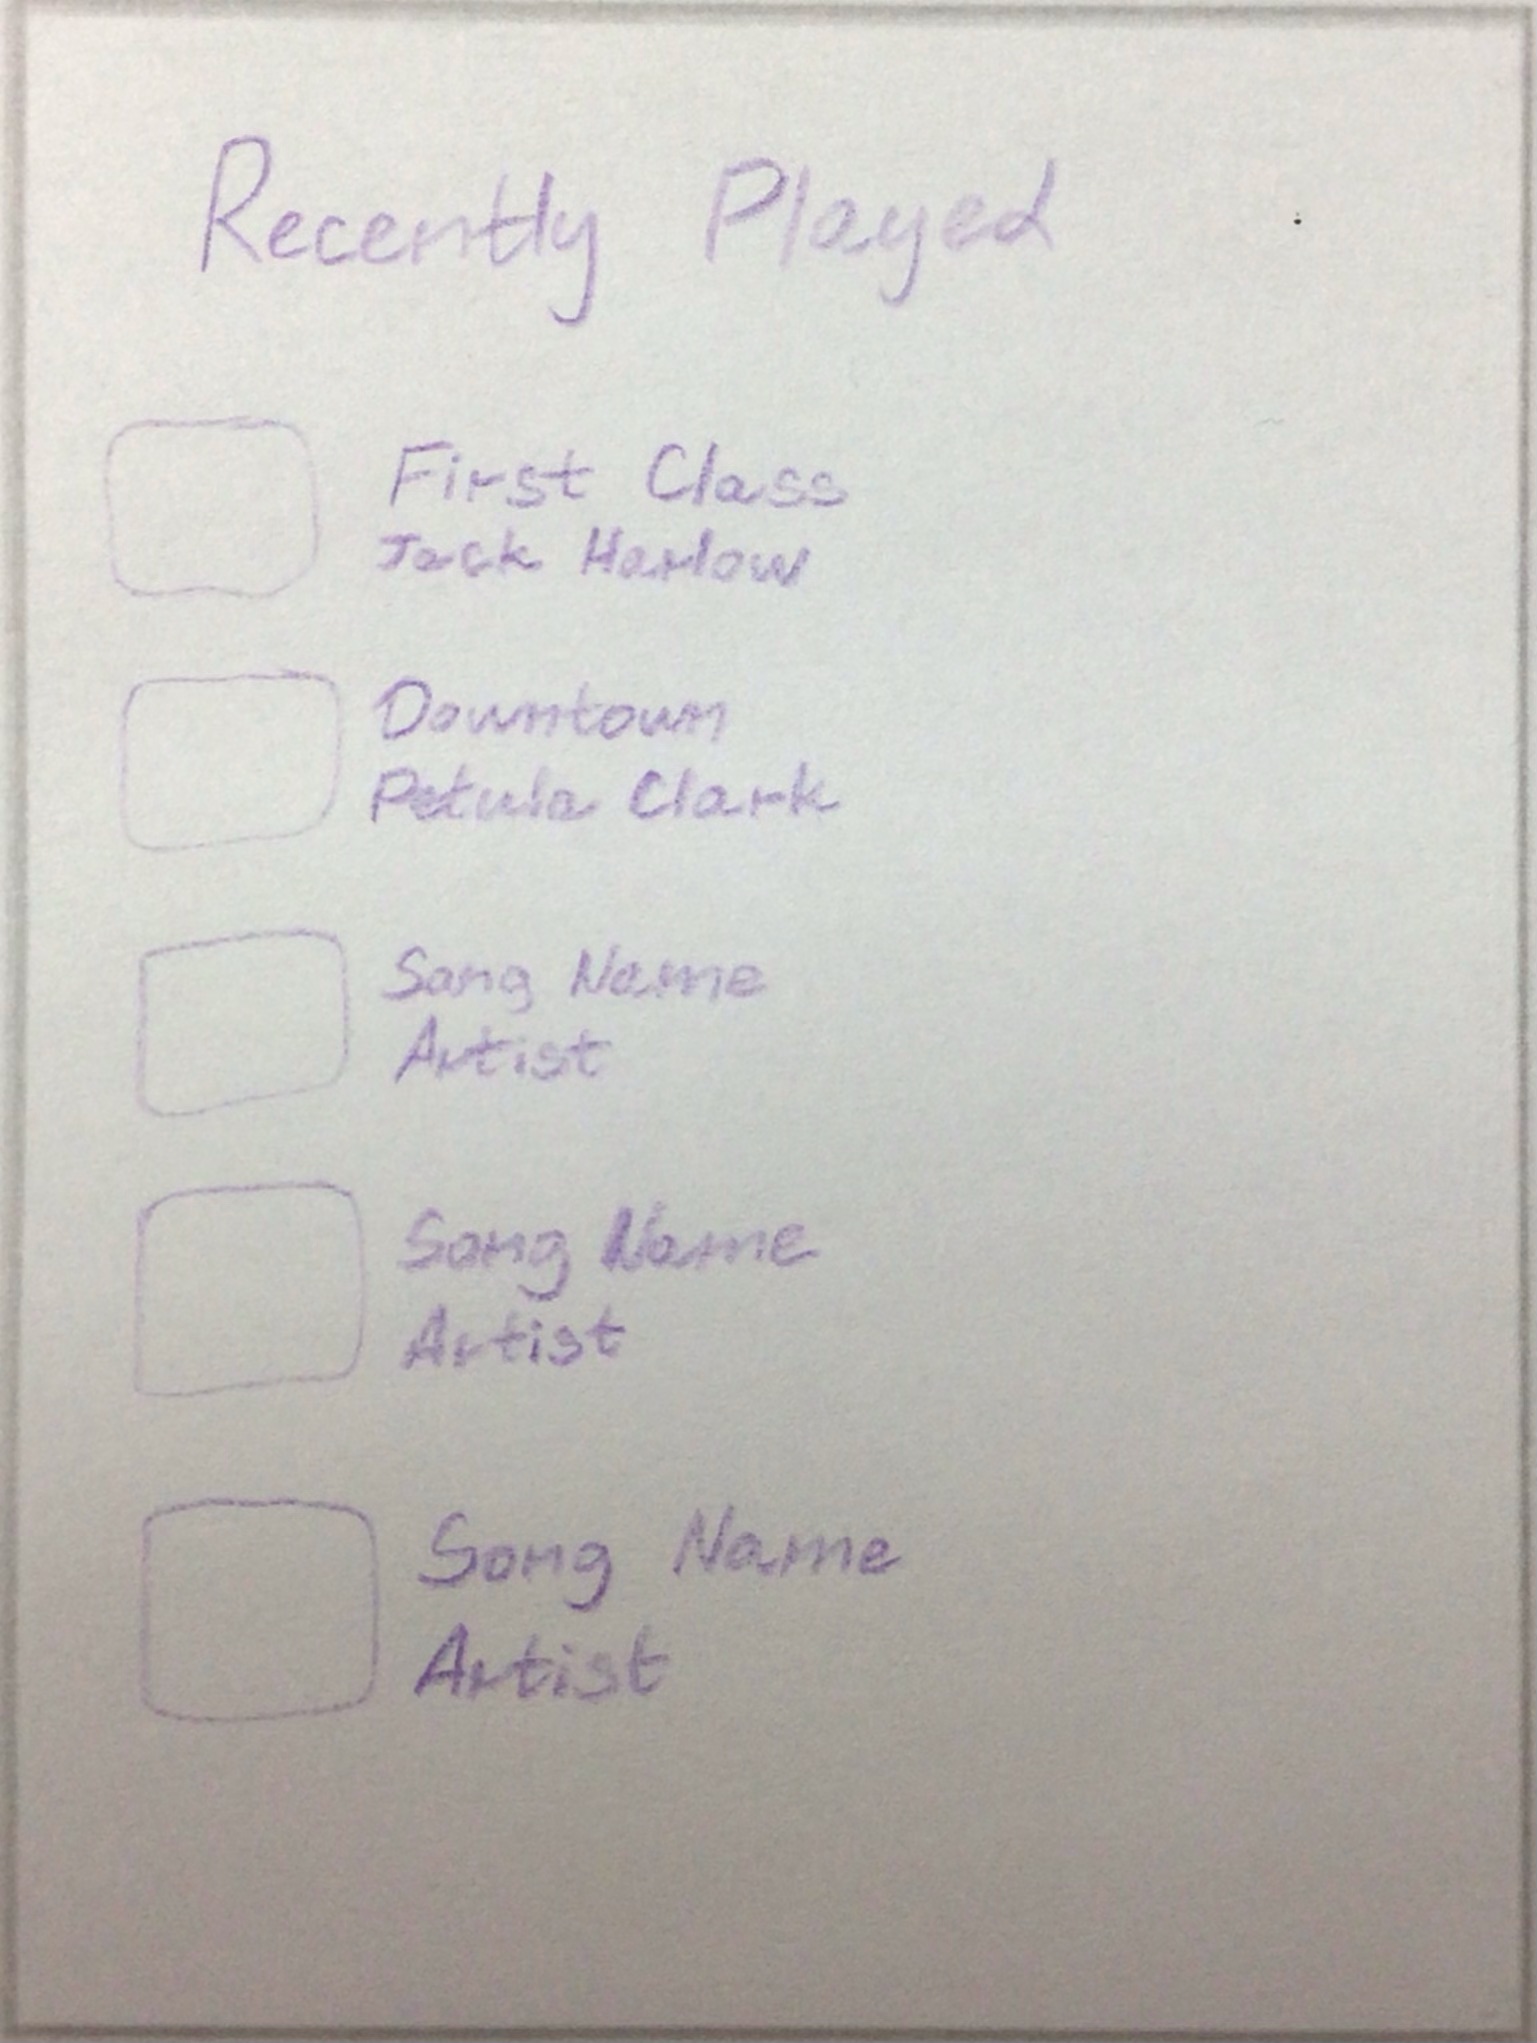 Recently Played
First Class
Jack Harlow
Downtown
Petula Clark
Song Name
Artist
Song Name
Artist
Song Name
Artist